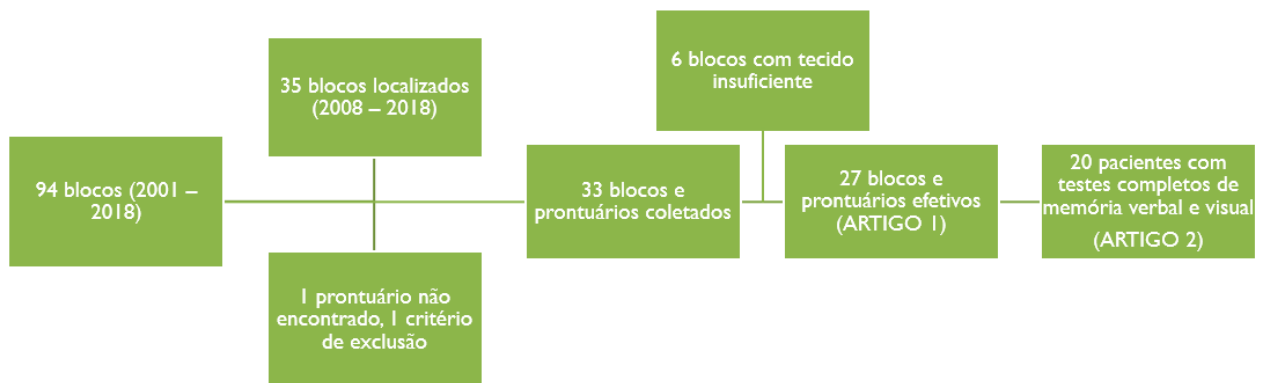 94 blocos (2001 –
2018)
35 blocos localizados
(2008 – 2018)
1 prontuário não
encontrado, 1 critério
de exclusão
33 blocos e
prontuários coletados
6 blocos com tecido
insuficiente
27 blocos e
prontuários efetivos
(ARTIGO 1)
20 pacientes com
testes completos de
memória verbal e visual
(ARTIGO 2)